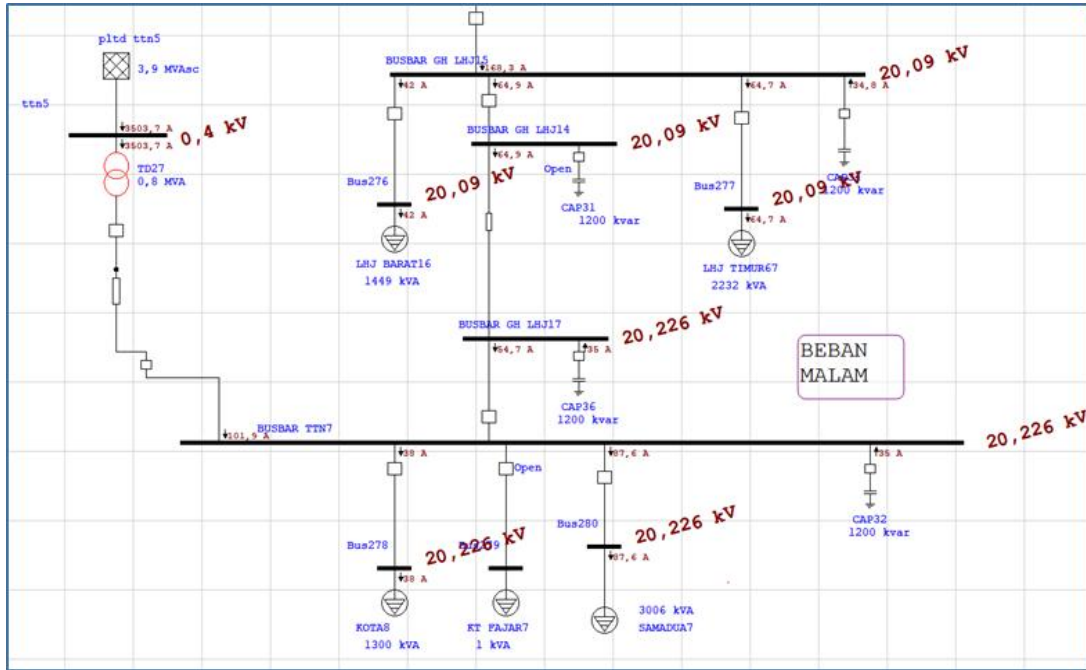 pltd ttn5
3,9 MVAsc
ttn5
3503,7 A
3503,7 A
0,4 kV
TD27
0,8 MVA
BUSBAR GH LHJ15
168,3 A
42 A
64,9 A
64,7 A
34,8 A
20,09 kV
BUSBAR GH LHJ14
64,9 A
20,09 kV
Open
CAP31
1200 kvar
1200 kvar
Bus276
20,09 kV
42 A
LHJ BARAT16
1449 kVA
Bus277
20,09 kV
64,7 A
LHJ TIMUR67
2232 kVA
BUSBAR GH LHJ17
20,226 kV
54,7 A
35 A
CAP36
1200 kvar
BEBAN
MALAM
BUSBAR TTN7
101,9 A
20,226 kV
38 A
Open
87,6 A
35 A
CAP32
1200 kvar
Bus278
20,226 kV
38 A
KOTA8
1300 kVA
KT FAJAR7
1 kVA
Bus280
20,226 kV
87,6 A
3006 kVA
SAMADUA7